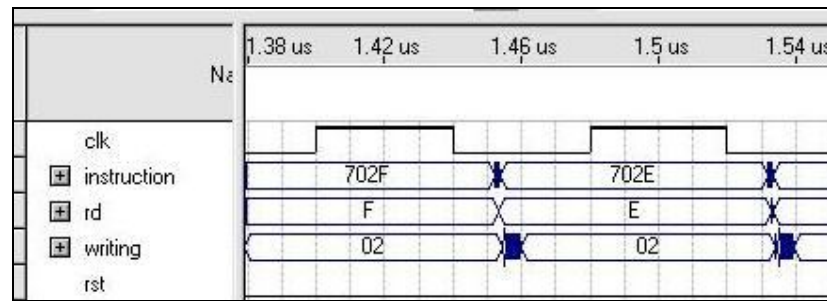 1.38 us 1.42 us 1.46 us 1.5 us 1.54 us
Na
clk
instruction 702F 702E
rd F E
writing 02 02
rst